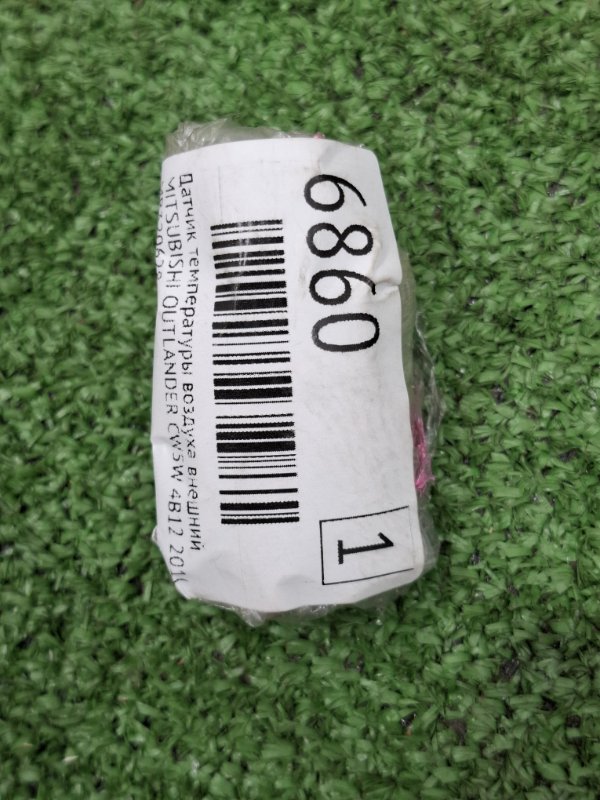 6860
1
Датчик температуры воздуха внешний
MITSUBISHI OUTLANDER CW5W 4B12